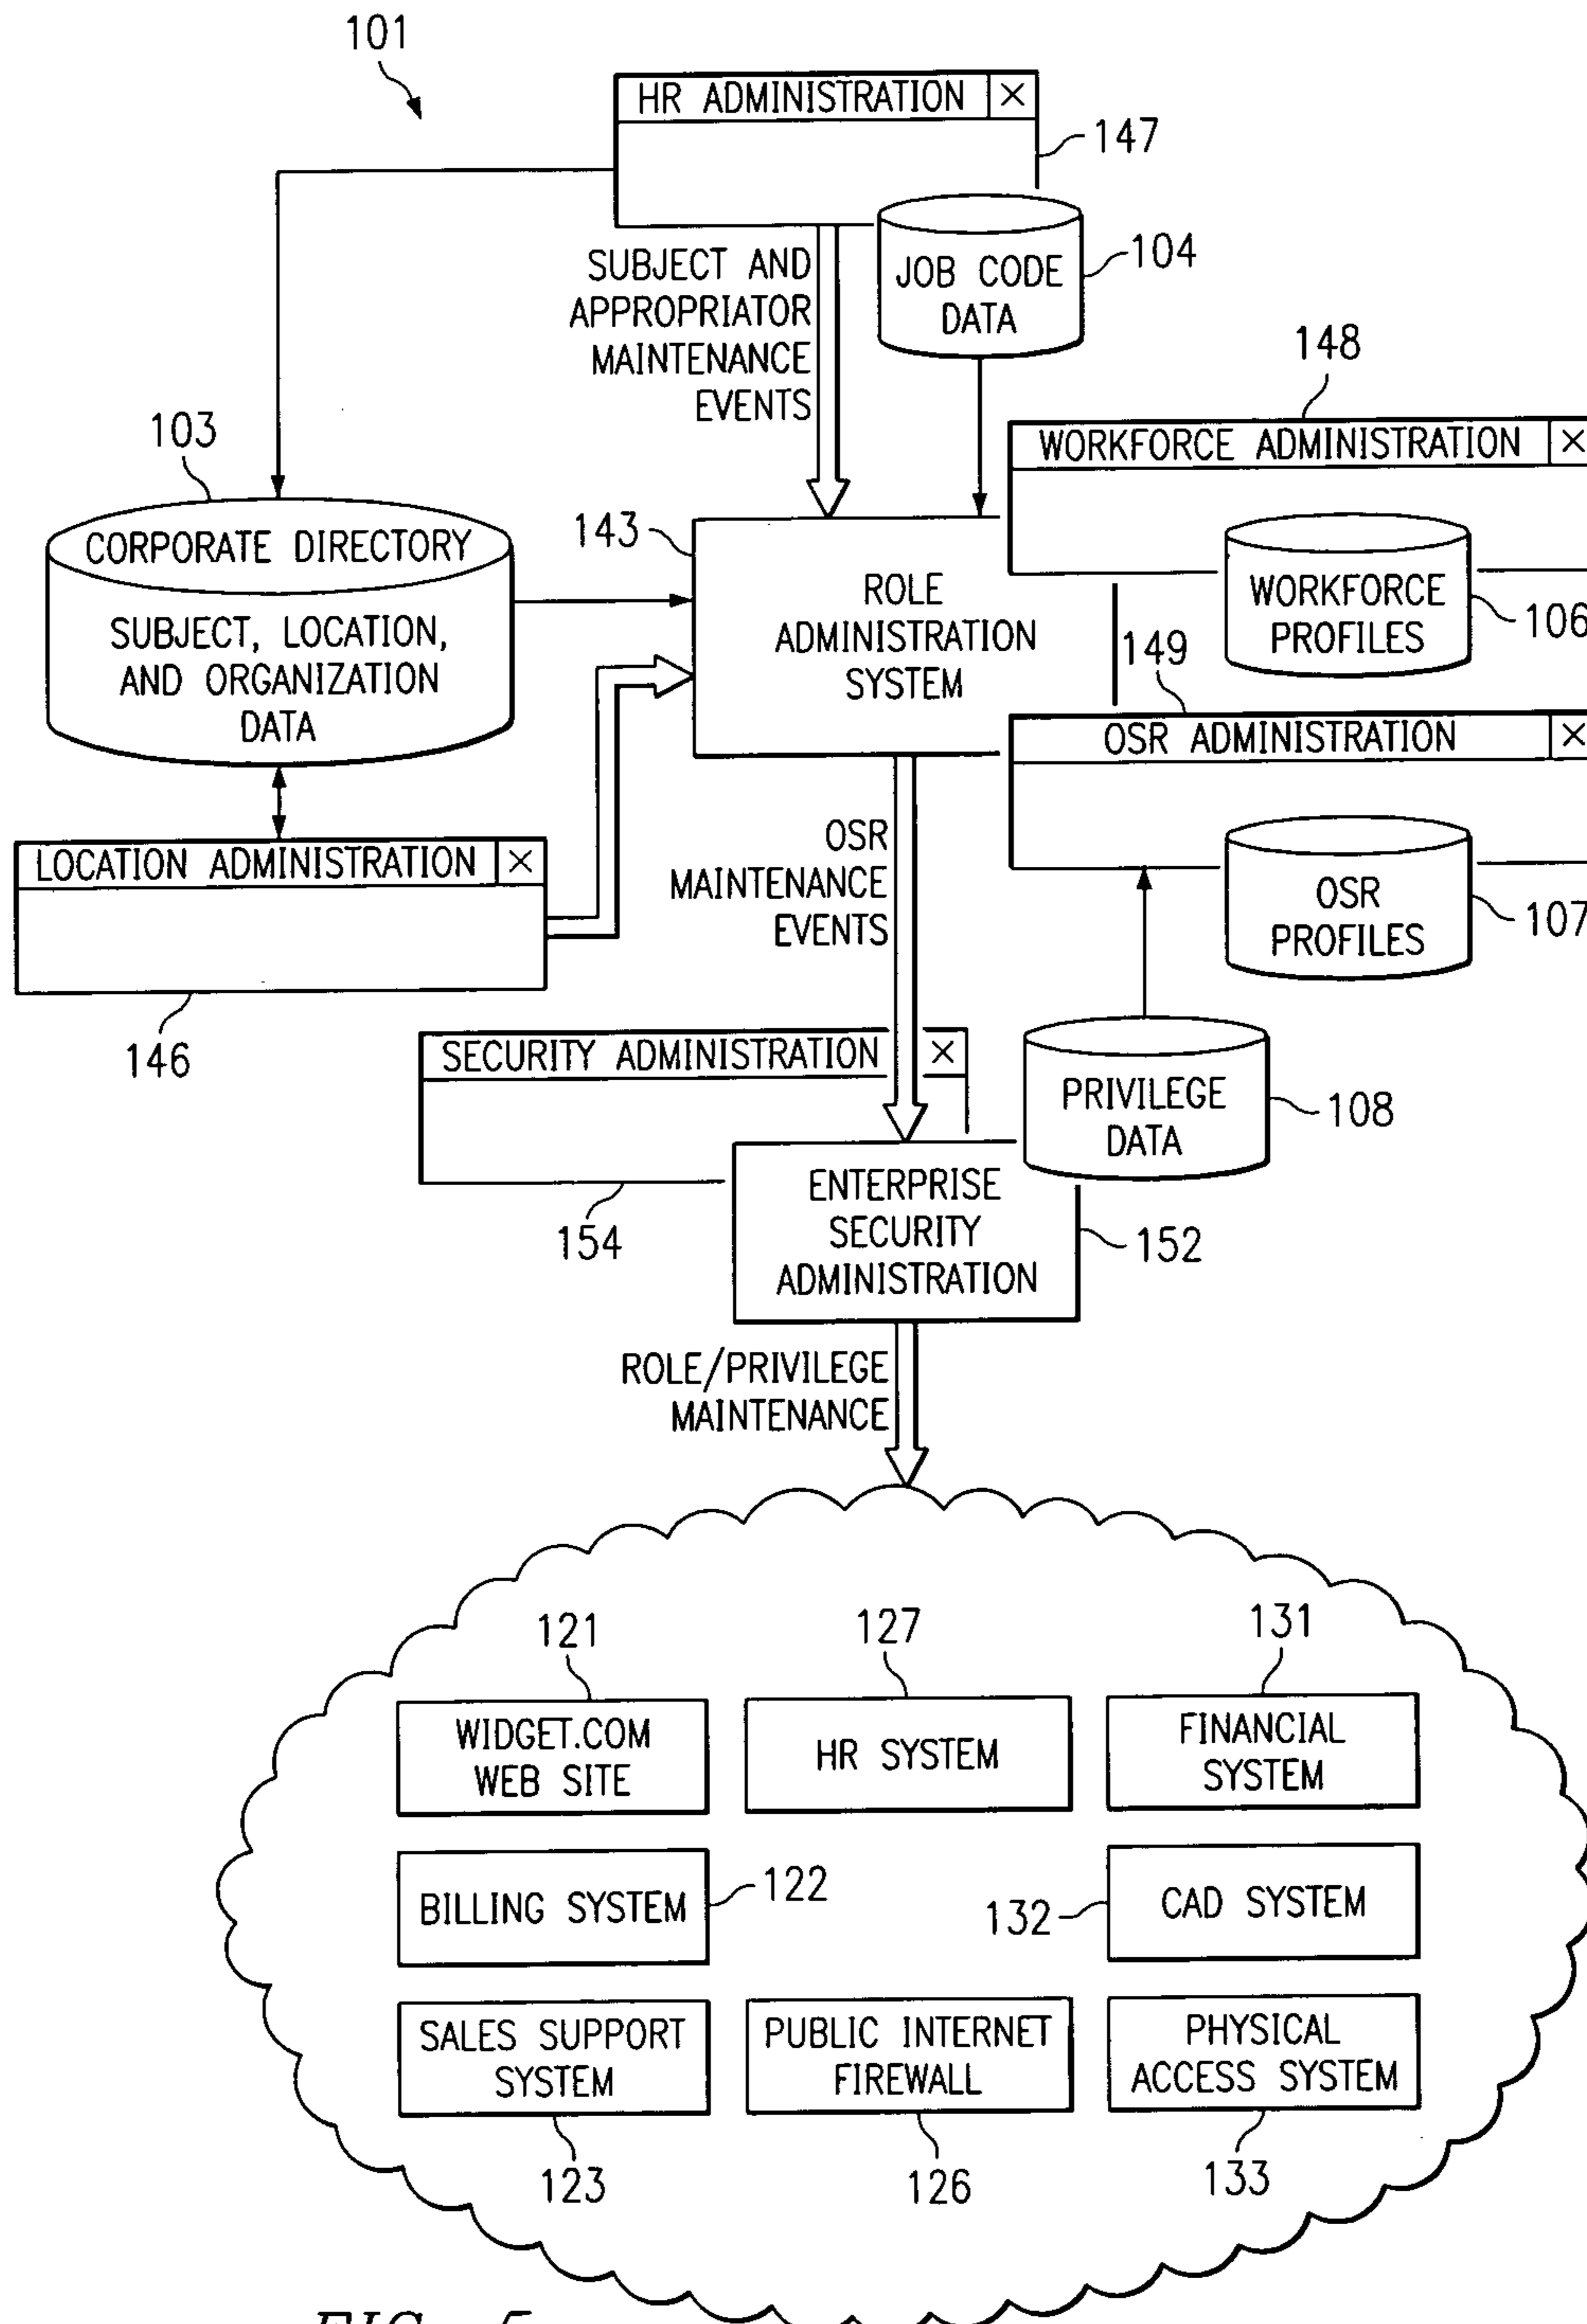 101
HR ADMINISTRATION X
147
SUBJECT AND
APPROPRIATOR
MAINTENANCE
EVENTS
JOB CODE
DATA
104
148
WORKFORCE ADMINISTRATION X
WORKFORCE
PROFILES
106
103
CORPORATE DIRECTORY
SUBJECT, LOCATION,
AND ORGANIZATION
DATA
143
ROLE
ADMINISTRATION
SYSTEM
149
OSR ADMINISTRATION X
OSR
PROFILES
107
LOCATION ADMINISTRATION X
146
OSR
MAINTENANCE
EVENTS
SECURITY ADMINISTRATION X
154
PRIVILEGE
DATA
108
ENTERPRISE
SECURITY
ADMINISTRATION
152
ROLE/PRIVILEGE
MAINTENANCE
121
WIDGET.COM
WEB SITE
127
HR SYSTEM
131
FINANCIAL
SYSTEM
BILLING SYSTEM
122
132
CAD SYSTEM
SALES SUPPORT
SYSTEM
123
PUBLIC INTERNET
FIREWALL
126
PHYSICAL
ACCESS SYSTEM
133
FIG. 5